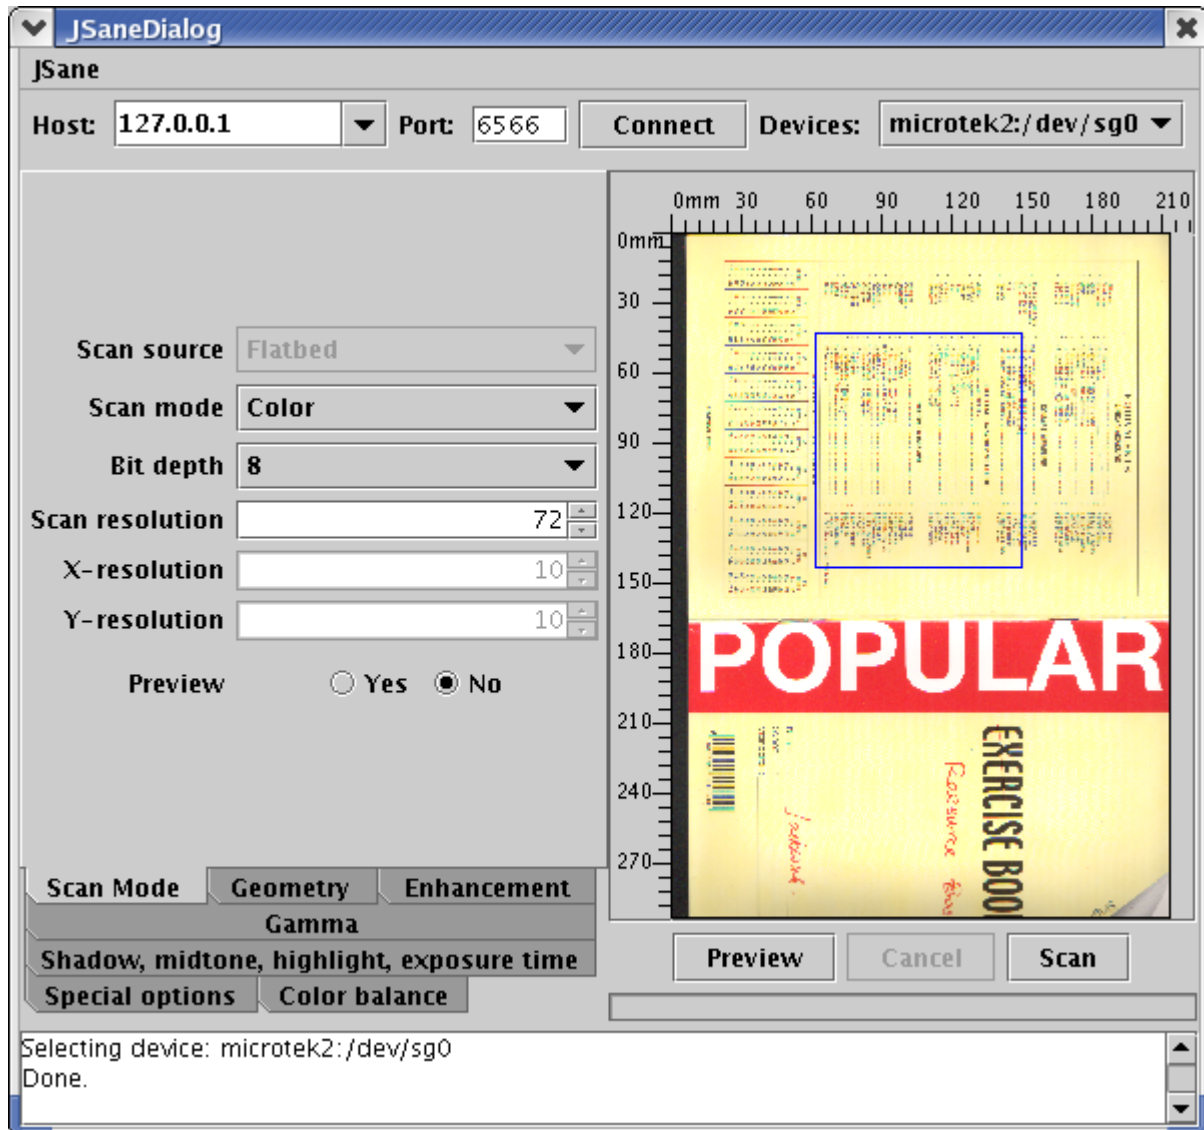 JSaneDialog
JSane
Host: 127.0.0.1 Port: 6566 Connect Devices: microtek2:/dev/sg0
0mm 30 60 90 120 150 180 210
0mm
30
60
90
120
150
180
210
240
270
Scan source Flatbed
Scan mode Color
Bit depth 8
Scan resolution 72
X-resolution 10
Y-resolution 10
Preview Yes No
POPULAR
EXERCISE BOO
Scan Mode Geometry Enhancement
Gamma
Shadow, midtone, highlight, exposure time
Special options Color balance
Preview Cancel Scan
Selecting device: microtek2:/dev/sg0
Done.